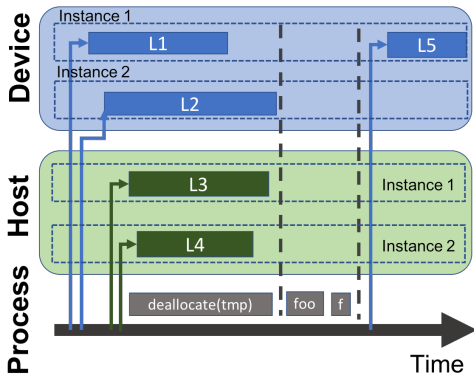 Device
Instance 1
L1
L5
Instance 2
L2
Host
L3
Instance 1
L4
Instance 2
Process
deallocate(tmp)
foo
f
Time